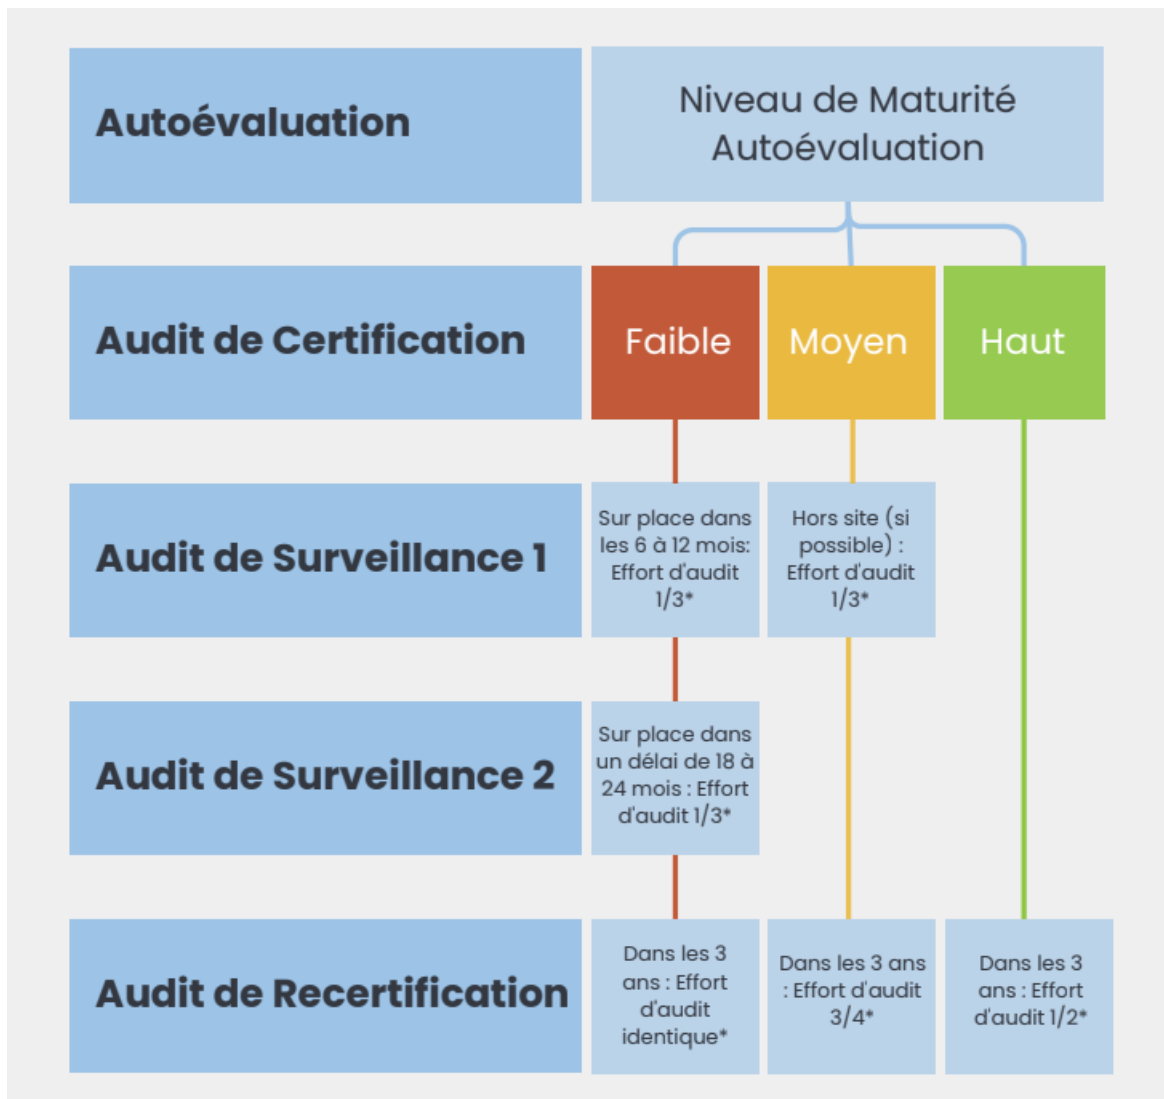 Autoévaluation
Niveau de Maturité
Autoévaluation
Audit de Certification
Faible
Moyen
Haut
Audit de Surveillance 1
Sur place dans
les 6 à 12 mois:
Effort d'audit
1/3*
Hors site (si
possible) :
Effort d'audit
1/3*
Audit de Surveillance 2
Sur place dans
un délai de 18 à
24 mois : Effort
d'audit 1/3*
Audit de Recertification
Dans les 3
ans : Effort
d'audit
identique*
Dans les 3 ans
: Effort d'audit
3/4*
Dans les 3
ans : Effort
d'audit 1/2*